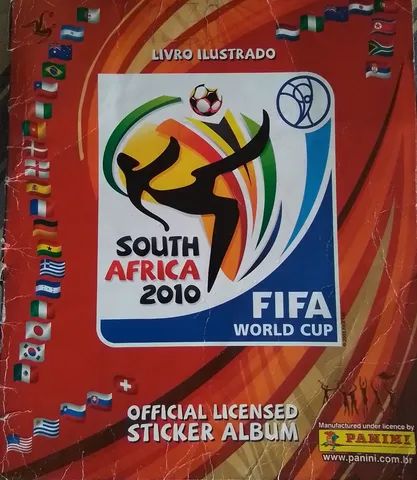 LIVRO ILUSTRADO
SOUTH
AFRICA
2010
FIFA
WORLD CUP
OFFICIAL LICENSED
STICKER ALBUM
Manufactured under licence by
PANINI
www.panini.com.br